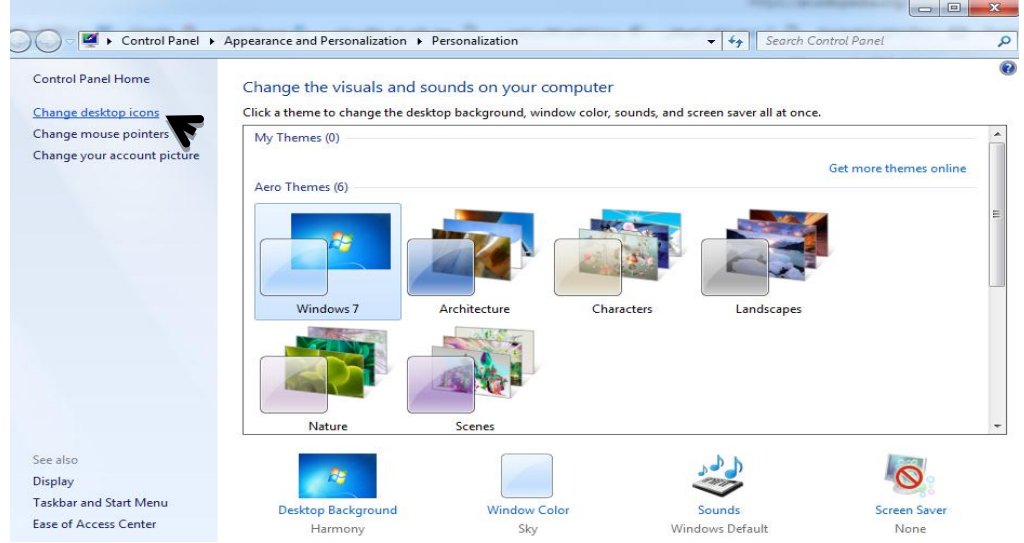 Control Panel ▸ Appearance and Personalization ▸ Personalization
Search Control Panel
Control Panel Home
Change desktop icons
Change mouse pointers
Change your account picture
Change the visuals and sounds on your computer
Click a theme to change the desktop background, window color, sounds, and screen saver all at once.
My Themes (0)
Get more themes online
Aero Themes (6)
Windows 7
Architecture
Characters
Landscapes
Nature
Scenes
See also
Display
Taskbar and Start Menu
Ease of Access Center
Desktop Background
Harmony
Window Color
Sky
Sounds
Windows Default
Screen Saver
None